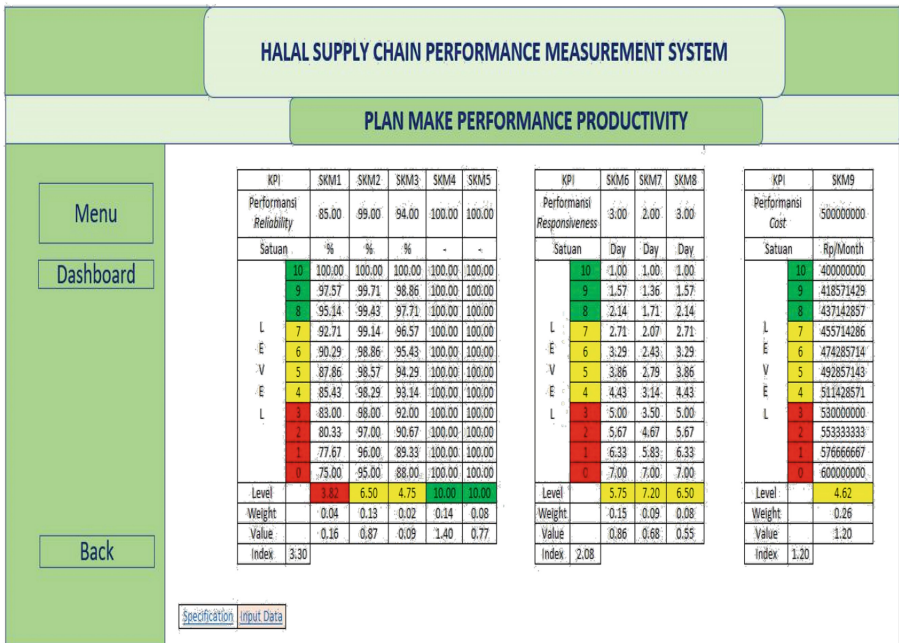 HALAL SUPPLY CHAIN PERFORMANCE MEASUREMENT SYSTEM
PLAN MAKE PERFORMANCE PRODUCTIVITY
Menu
Dashboard
Back
KPI SKM1 SKM2 SKM3 SKM4 SKM5
Performansi Reliability 85.00 99.00 94.00 100.00 100.00
Satuan % % % - -
10 100.00 100.00 100.00 100.00 100.00
9 97.57 99.71 98.86 100.00 100.00
8 95.14 99.43 97.71 100.00 100.00
L 7 92.71 99.14 96.57 100.00 100.00
E 6 90.29 98.86 95.43 100.00 100.00
V 5 87.86 98.57 94.29 100.00 100.00
E 4 85.43 98.29 93.14 100.00 100.00
L 3 83.00 98.00 92.00 100.00 100.00
2 80.33 97.00 90.67 100.00 100.00
1 77.67 96.00 89.33 100.00 100.00
0 75.00 95.00 88.00 100.00 100.00
Level 3.82 6.50 4.75 10.00 10.00
Weight 0.04 0.13 0.02 0.14 0.08
Value 0.16 0.87 0.09 1.40 0.77
Index 3.30
KPI SKM6 SKM7 SKM8
Performansi Responsiveness 3.00 2.00 3.00
Satuan Day Day Day
10 1.00 1.00 1.00
9 1.57 1.36 1.57
8 2.14 1.71 2.14
L 7 2.71 2.07 2.71
E 6 3.29 2.43 3.29
V 5 3.86 2.79 3.86
E 4 4.43 3.14 4.43
L 3 5.00 3.50 5.00
2 5.67 4.67 5.67
1 6.33 5.83 6.33
0 7.00 7.00 7.00
Level 5.75 7.20 6.50
Weight 0.15 0.09 0.08
Value 0.86 0.68 0.55
Index 2.08
KPI SKM9
Performansi Cost 500000000
Satuan Rp/Month
10 400000000
9 418571429
8 437142857
L 7 455714286
E 6 474285714
V 5 492857143
E 4 511428571
L 3 530000000
2 553333333
1 576666667
0 600000000
Level 4.62
Weight 0.26
Value 1.20
Index 1.20
Specification Input Data